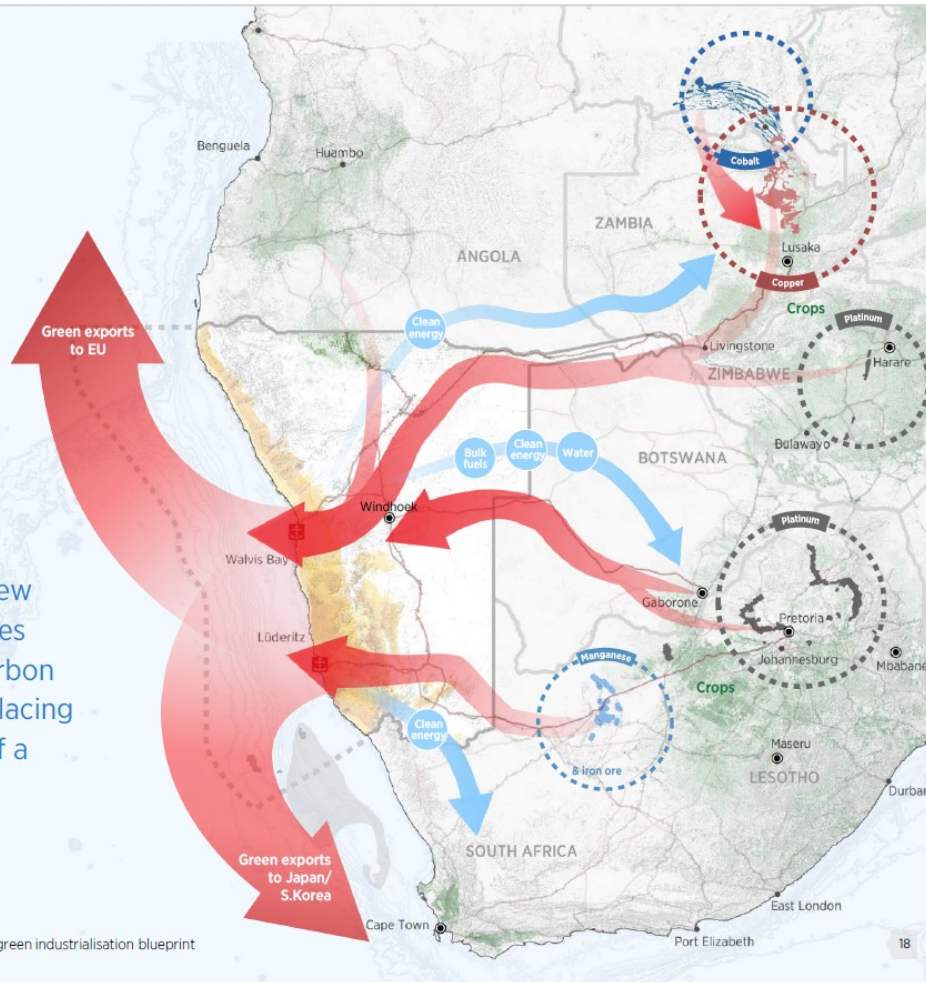 Benguela
Huambo
Cobalt
ZAMBIA
ANGOLA
Lusaka
Copper
Crops
Green exports
to EU
Clean
energy
Platinum
Livingstone
Harare
ZIMBABWE
Bulawayo
Bulk
fuels
Clean
energy
Water
BOTSWANA
Windhoek
Platinum
Walvis Bay
Gaborone
Pretoria
ew
es
rbon
lacing
f a
Lüderitz
Johannesburg
Mbabane
Manganese
Crops
Clean
energy
& iron ore
Maseru
LESOTHO
Durban
SOUTH AFRICA
Green exports
to Japan/
S.Korea
Cape Town
East London
Port Elizabeth
green industrialisation blueprint
18